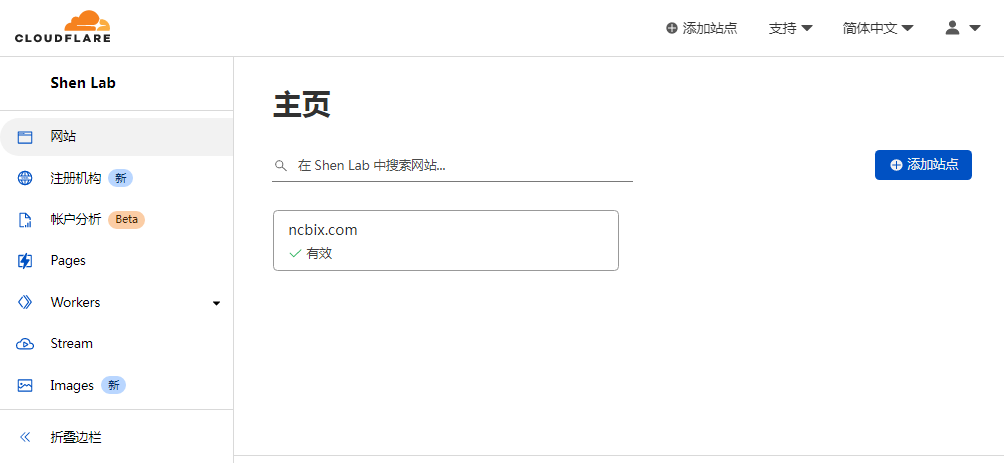 CLOUDFLARE
添加站点 支持 简体中文
Shen Lab
网站
注册机构 新
帐户分析 Beta
Pages
Workers
Stream
Images 新
折叠边栏
主页
在 Shen Lab 中搜索网站...
添加站点
ncbix.com
有效